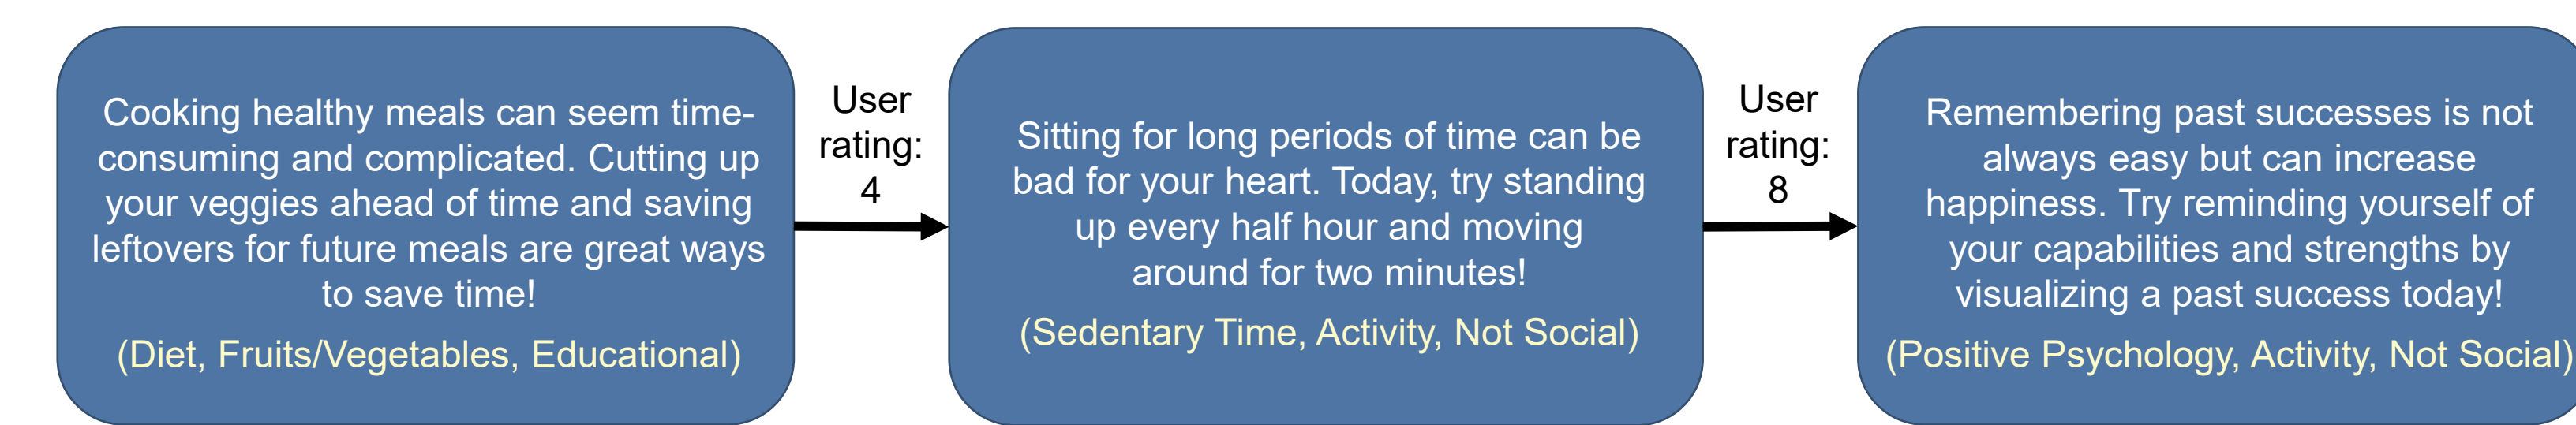 Cooking healthy meals can seem time-
consuming and complicated. Cutting up
your veggies ahead of time and saving
leftovers for future meals are great ways
to save time!
(Diet, Fruits/Vegetables, Educational)
User
rating:
4
Sitting for long periods of time can be
bad for your heart. Today, try standing
up every half hour and moving
around for two minutes!
(Sedentary Time, Activity, Not Social)
User
rating:
8
Remembering past successes is not
always easy but can increase
happiness. Try reminding yourself of
your capabilities and strengths by
visualizing a past success today!
(Positive Psychology, Activity, Not Social)